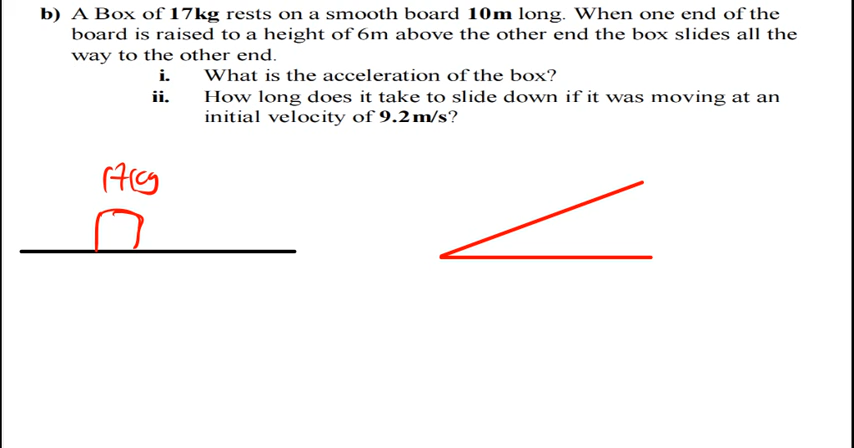 b) A Box of 17kg rests on a smooth board 10m long. When one end of the
board is raised to a height of 6m above the other end the box slides all the
way to the other end.
i. What is the acceleration of the box?
ii. How long does it take to slide down if it was moving at an
initial velocity of 9.2m/s?
17kg